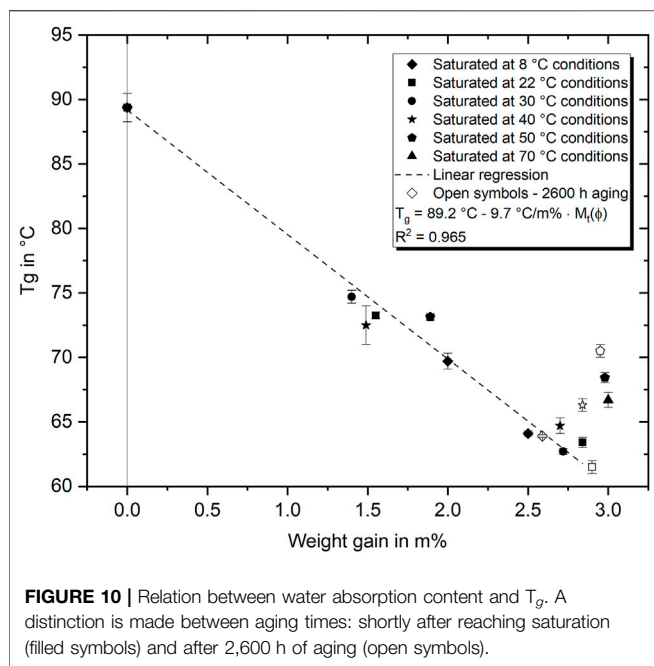 95
90
85
80
75
70
65
60
Tg in °C
Saturated at 8 °C conditions
Saturated at 22 °C conditions
Saturated at 30 °C conditions
Saturated at 40 °C conditions
Saturated at 50 °C conditions
Saturated at 70 °C conditions
Linear regression
Open symbols - 2600 h aging
T_g = 89.2 °C - 9.7 °C/m% · M_t(ϕ)
R² = 0.965
0.0 0.5 1.0 1.5 2.0 2.5 3.0
Weight gain in m%
FIGURE 10 | Relation between water absorption content and T_g. A
distinction is made between aging times: shortly after reaching saturation
(filled symbols) and after 2,600 h of aging (open symbols).